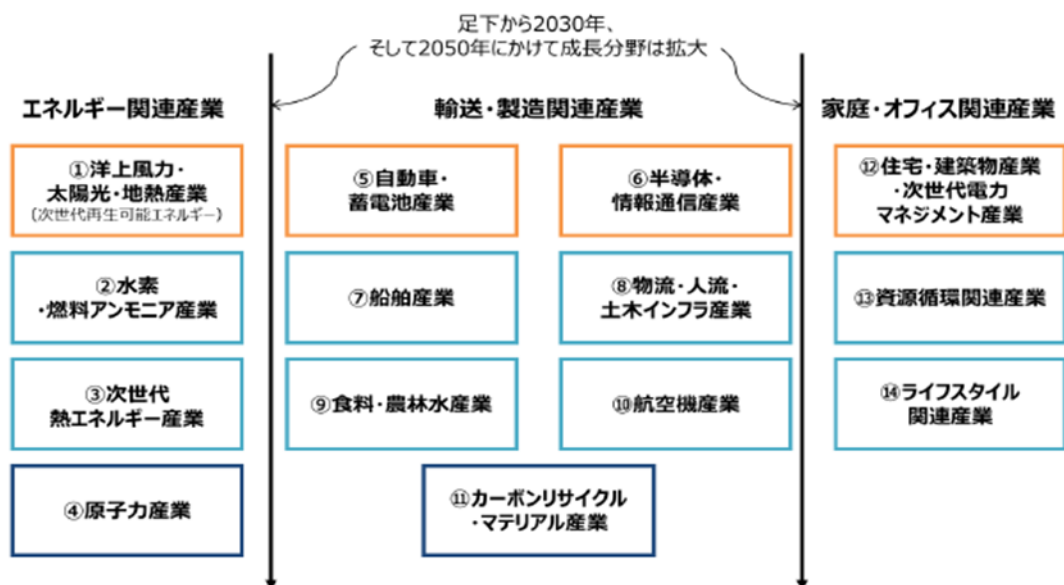 足下から2030年、
そして2050年にかけて成長分野は拡大
エネルギー関連産業
輸送・製造関連産業
家庭・オフィス関連産業
①洋上風力・
太陽光・地熱産業
(次世代再生可能エネルギー)
⑤自動車・
蓄電池産業
⑥半導体・
情報通信産業
⑫住宅・建築物産業
・次世代電力
マネジメント産業
②水素
・燃料アンモニア産業
⑦船舶産業
⑧物流・人流・
土木インフラ産業
⑬資源循環関連産業
③次世代
熱エネルギー産業
⑨食料・農林水産業
⑩航空機産業
⑭ライフスタイル
関連産業
④原子力産業
⑪カーボンリサイクル
・マテリアル産業